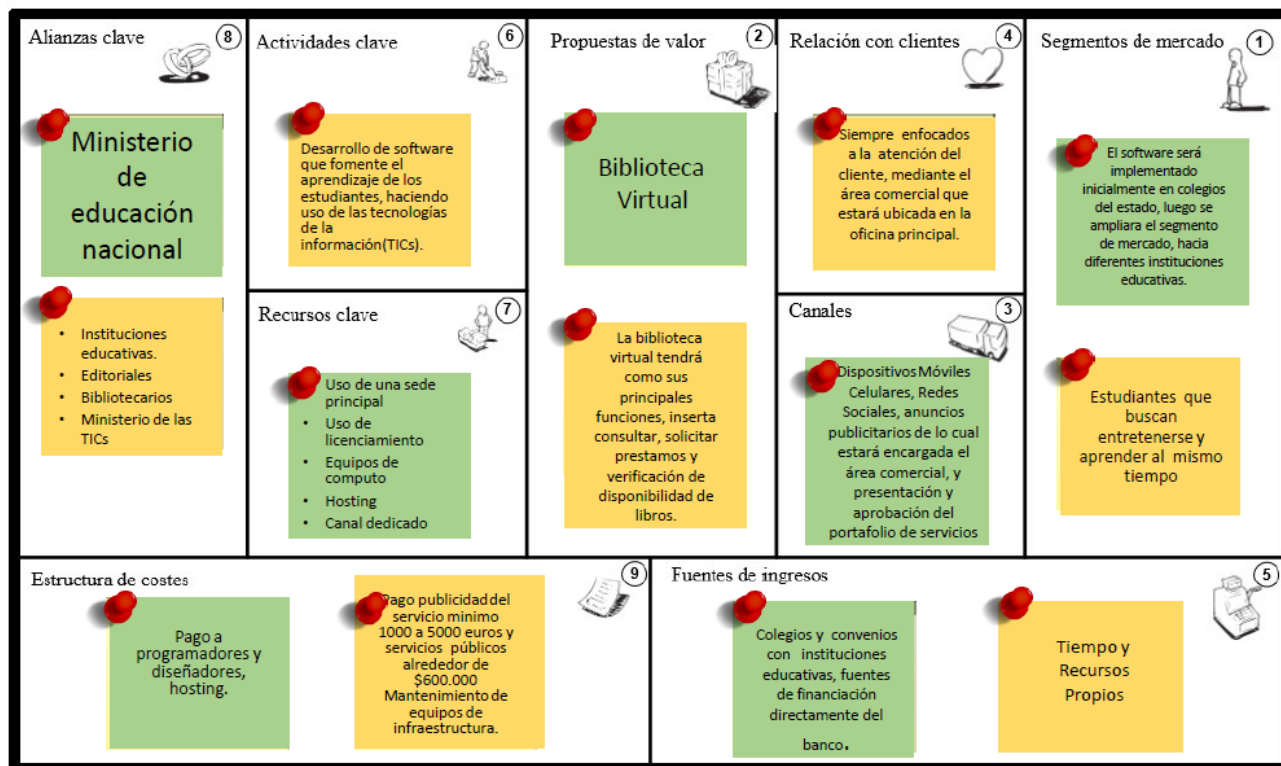 Alianzas clave
8
Ministerio
de
educación
nacional
• Instituciones
educativas.
• Editoriales
• Bibliotecarios
• Ministerio de las
TICs
Actividades clave
6
Desarrollo de software
que fomente el
aprendizaje de los
estudiantes, haciendo
uso de las tecnologías
de la
información(TICs).
Recursos clave
7
• Uso de una sede
principal
• Uso de
licenciamiento
• Equipos de
computo
• Hosting
• Canal dedicado
Propuestas de valor
2
Biblioteca
Virtual
La biblioteca
virtual tendrá
como sus
principales
funciones, inserta
consultar, solicitar
prestamos y
verificación de
disponibilidad de
libros.
Relación con clientes
4
Siempre enfocados
a la atención del
cliente, mediante el
área comercial que
estará ubicada en la
oficina principal.
Canales
3
Dispositivos Móviles
Celulares, Redes
Sociales, anuncios
publicitarios de lo cual
estará encargada el
área comercial, y
presentación y
aprobación del
portafolio de servicios
Segmentos de mercado
1
El software será
implementado
inicialmente en colegios
del estado, luego se
ampliara el segmento
de mercado, hacia
diferentes instituciones
educativas.
Estudiantes que
buscan
entretenerse y
aprender al mismo
tiempo
Estructura de costes
9
Pago a
programadores y
diseñadores,
hosting.
Pago publicidad del
servicio minimo
1000 a 5000 euros y
servicios públicos
alrededor de
$600.000
Mantenimiento de
equipos de
infraestructura.
Fuentes de ingresos
5
Colegios y convenios
con instituciones
educativas, fuentes
de financiación
directamente del
banco.
Tiempo y
Recursos
Propios